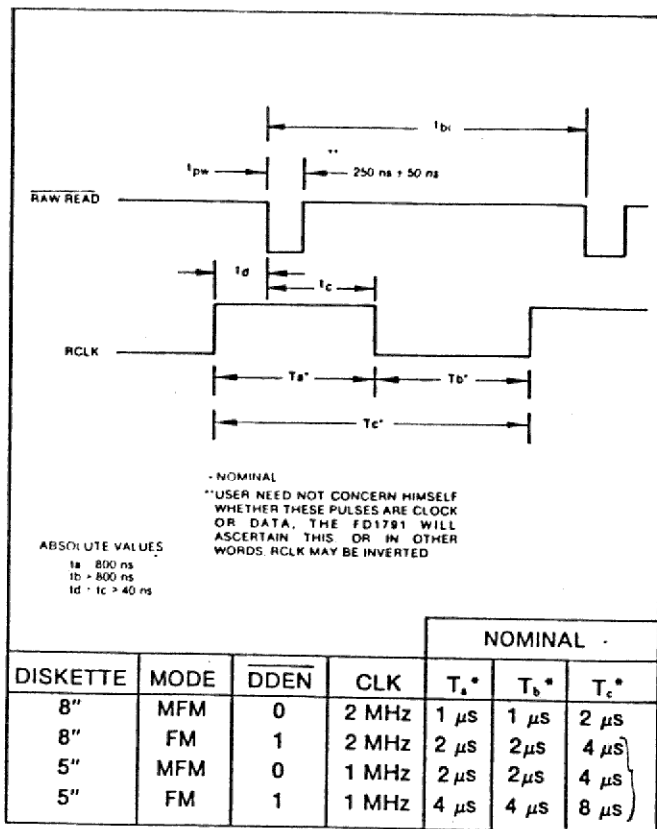 tbc
**
tpw
250 ns ± 50 ns
RAW READ
td
tc
RCLK
Ta*
Tb*
Tc*
- NOMINAL
**USER NEED NOT CONCERN HIMSELF
WHETHER THESE PULSES ARE CLOCK
OR DATA, THE FD1791 WILL
ASCERTAIN THIS OR IN OTHER
WORDS, RCLK MAY BE INVERTED
ABSOLUTE VALUES
ta 800 ns
tb > 800 ns
td · tc > 40 ns
NOMINAL
DISKETTE MODE DDEN CLK Ta* Tb* Tc*
8" MFM 0 2 MHz 1 µs 1 µs 2 µs
8" FM 1 2 MHz 2 µs 2µs 4 µs
5" MFM 0 1 MHz 2µs 2µs 4 µs
5" FM 1 1 MHz 4 µs 4 µs 8 µs